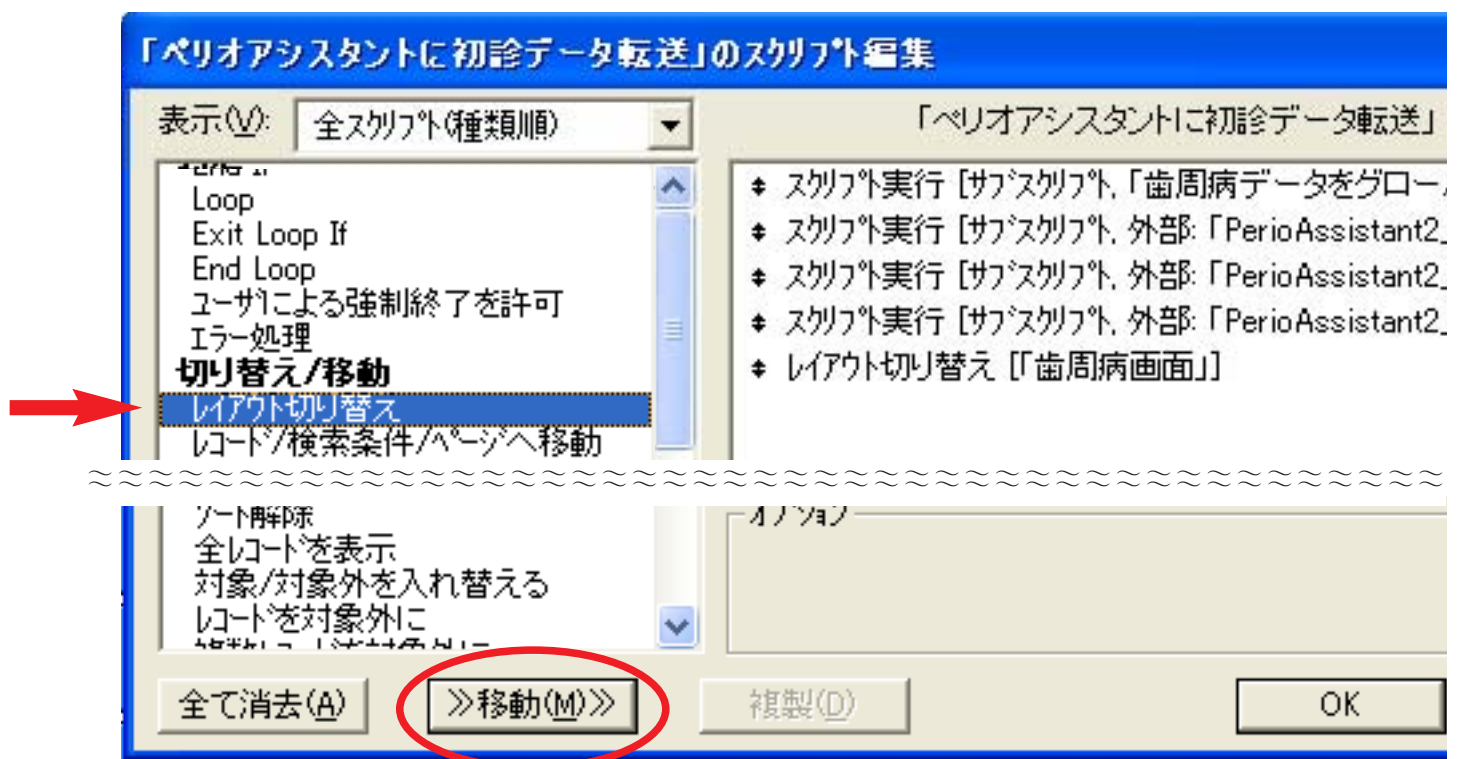 「ペリオアシスタントに初診データ転送」のスクリプト編集
表示(V):
全スクリプト(種類順)
「ペリオアシスタントに初診データ転送」
Loop
Exit Loop If
End Loop
ユーザによる強制終了を許可
エラー処理
切り替え/移動
レイアウト切り替え
レコード/検索条件/ページへ移動
スクリプト実行 [サブスクリプト, 「歯周病データをグロー
スクリプト実行 [サブスクリプト, 外部: 「PerioAssistant2」
スクリプト実行 [サブスクリプト, 外部: 「PerioAssistant2」
スクリプト実行 [サブスクリプト, 外部: 「PerioAssistant2」
レイアウト切り替え [「歯周病画面」]
ソート解除
全レコードを表示
対象/対象外を入れ替える
レコードを対象外に
オプション
全て消去(A)
≫移動(M)≫
複製(D)
OK